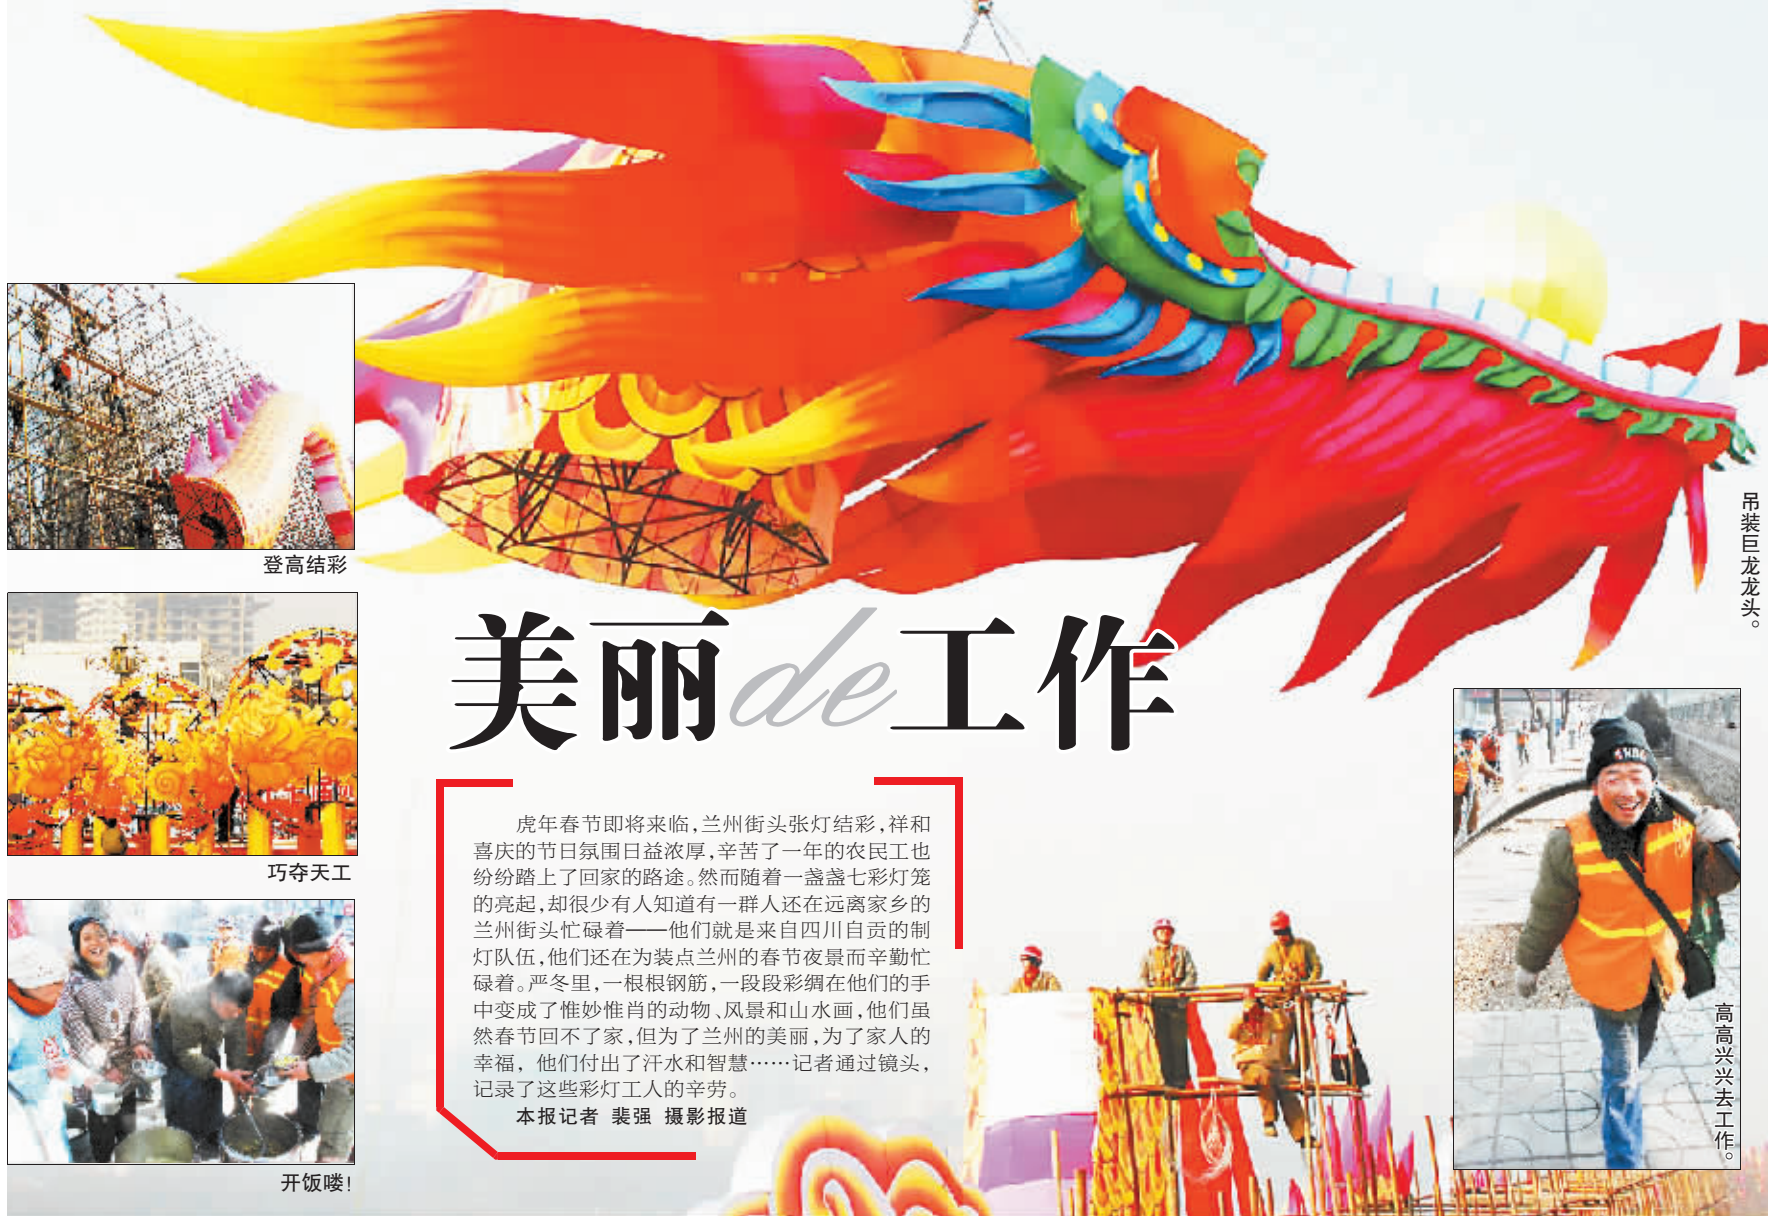 美丽de工作
虎年春节即将来临,兰州街头张灯结彩,祥和
喜庆的节日氛围日益浓厚,辛苦了一年的农民工也
纷纷踏上了回家的路途。然而随着一盏盏七彩灯笼
的亮起,却很少有人知道有一群人还在远离家乡的
兰州街头忙碌着——他们就是来自四川自贡的制
灯队伍,他们还在为装点兰州的春节夜景而辛勤忙
碌着。严冬里,一根根钢筋,一段段彩绸在他们的手
中变成了惟妙惟肖的动物、风景和山水画,他们虽
然春节回不了家,但为了兰州的美丽,为了家人的
幸福, 他们付出了汗水和智慧……记者通过镜头,
记录了这些彩灯工人的辛劳。
本报记者 裴强 摄影报道
登高结彩
巧夺天工
开饭喽!
吊装巨龙龙头。
高高兴兴去工作。